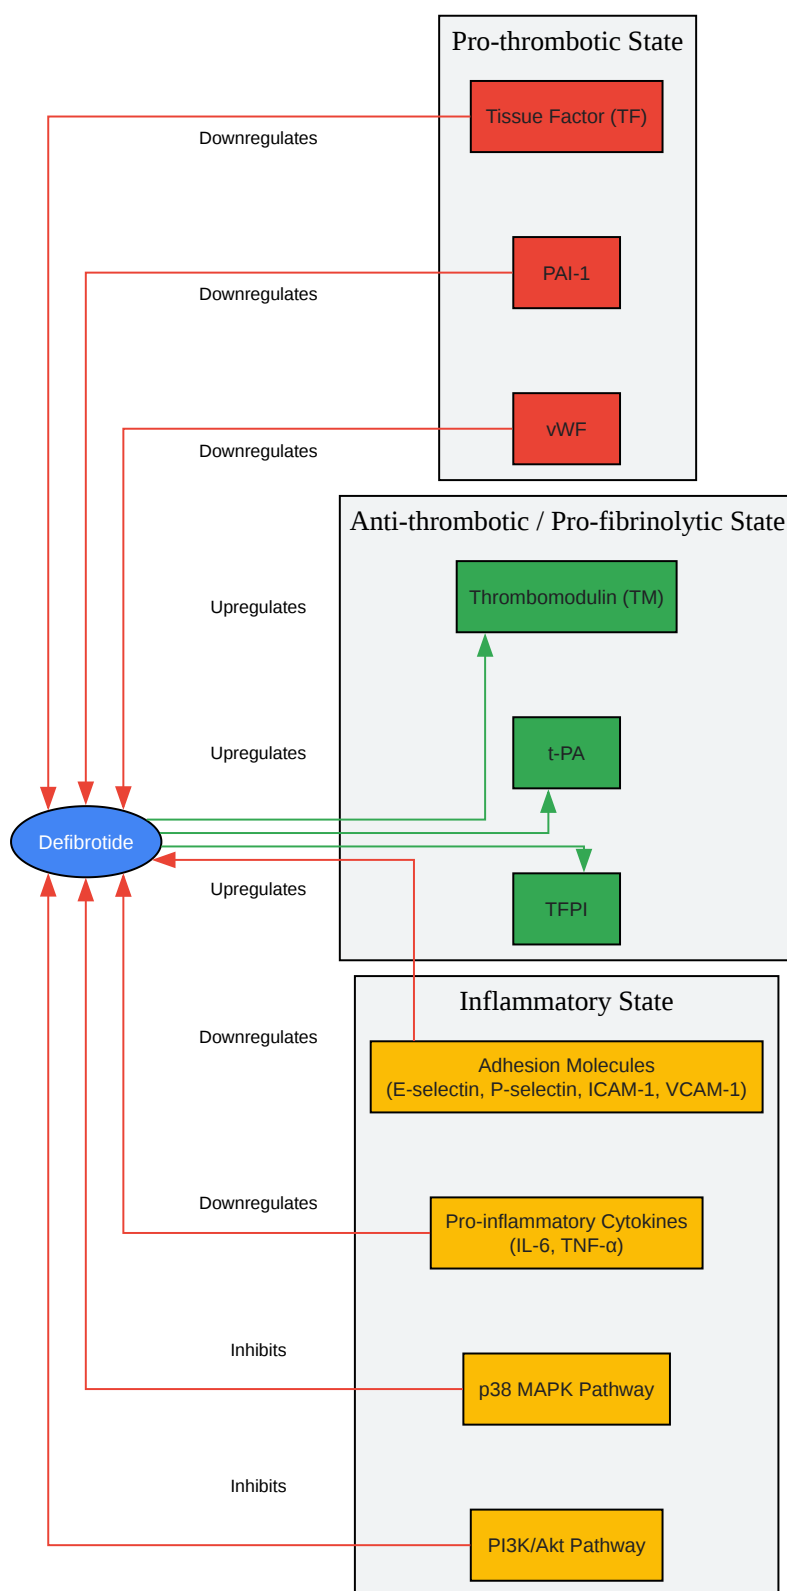 Pro-thrombotic State
Tissue Factor (TF)
Downregulates
PAI-1
Downregulates
vWF
Downregulates
Anti-thrombotic / Pro-fibrinolytic State
Thrombomodulin (TM)
Upregulates
t-PA
Upregulates
Defibrotide
TFPI
Upregulates
Inflammatory State
Downregulates
Adhesion Molecules
(E-selectin, P-selectin, ICAM-1, VCAM-1)
Downregulates
Pro-inflammatory Cytokines
(IL-6, TNF-α)
Inhibits
p38 MAPK Pathway
Inhibits
PI3K/Akt Pathway